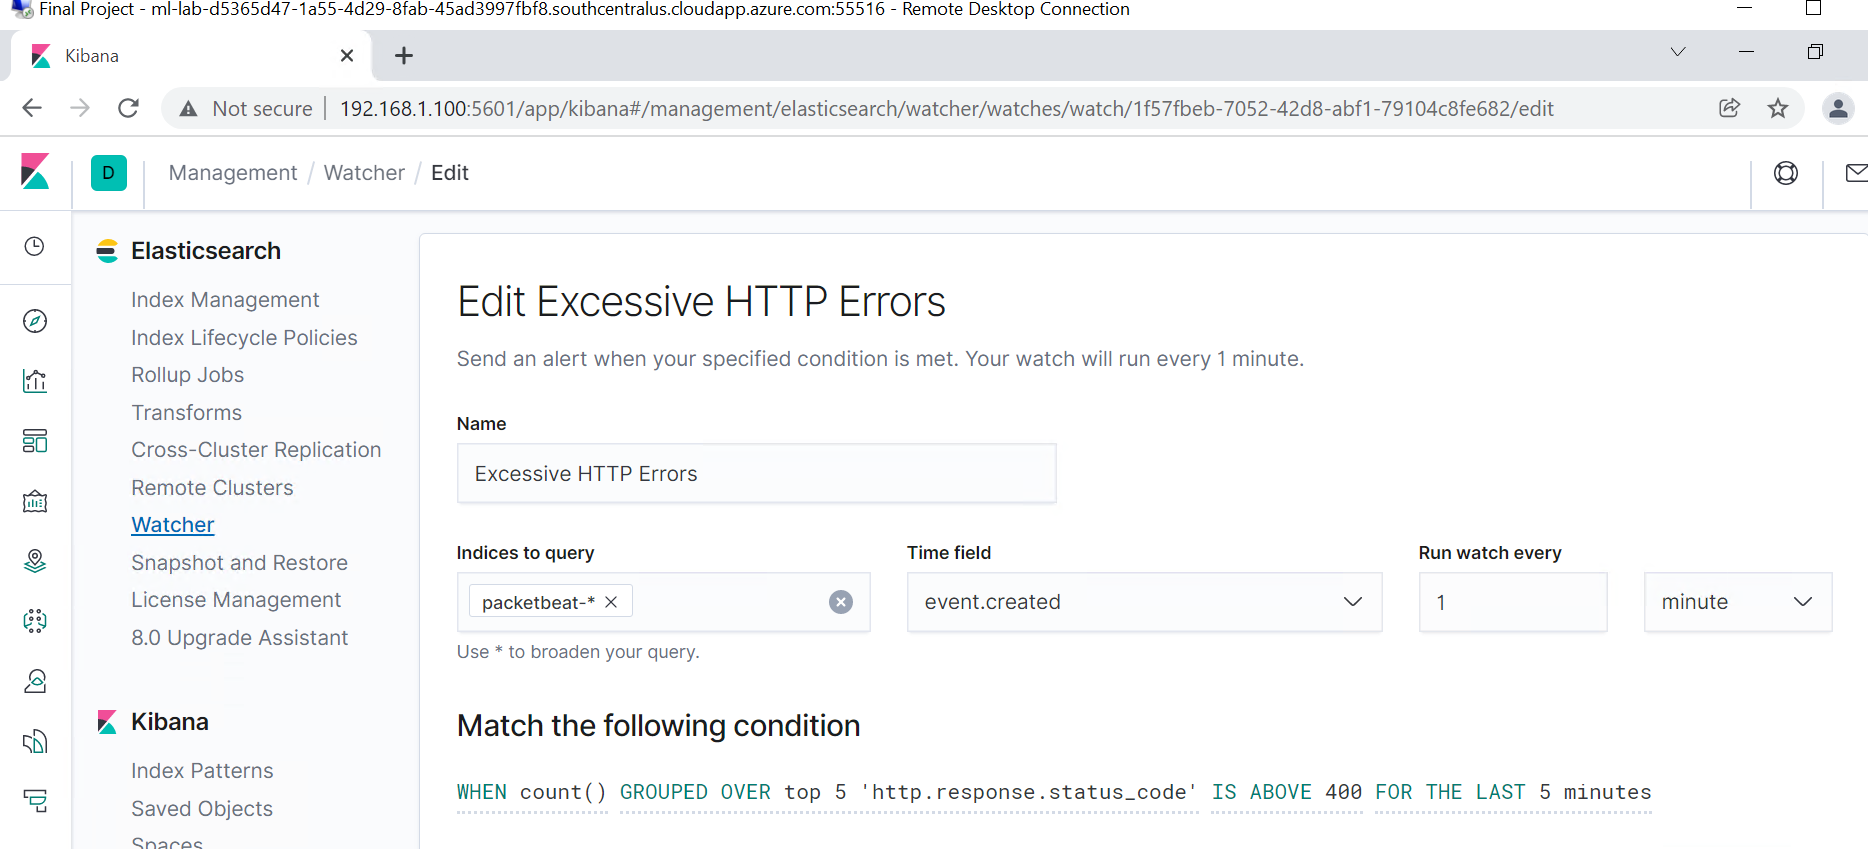 Final Project - ml-lab-d5365d47-1a55-4d29-8fab-45ad3997fbf8.southcentralus.cloudapp.azure.com:55516 - Remote Desktop Connection
Kibana
Not secure 192.168.1.100:5601/app/kibana#/management/elasticsearch/watcher/watches/watch/1f57fbeb-7052-42d8-abf1-79104c8fe682/edit
D Management / Watcher / Edit
Elasticsearch
Index Management
Index Lifecycle Policies
Rollup Jobs
Transforms
Cross-Cluster Replication
Remote Clusters
Watcher
Snapshot and Restore
License Management
8.0 Upgrade Assistant
Kibana
Index Patterns
Saved Objects
Spaces
Edit Excessive HTTP Errors
Send an alert when your specified condition is met. Your watch will run every 1 minute.
Name
Excessive HTTP Errors
Indices to query Time field Run watch every
packetbeat-* event.created 1 minute
Use * to broaden your query.
Match the following condition
WHEN count() GROUPED OVER top 5 'http.response.status_code' IS ABOVE 400 FOR THE LAST 5 minutes